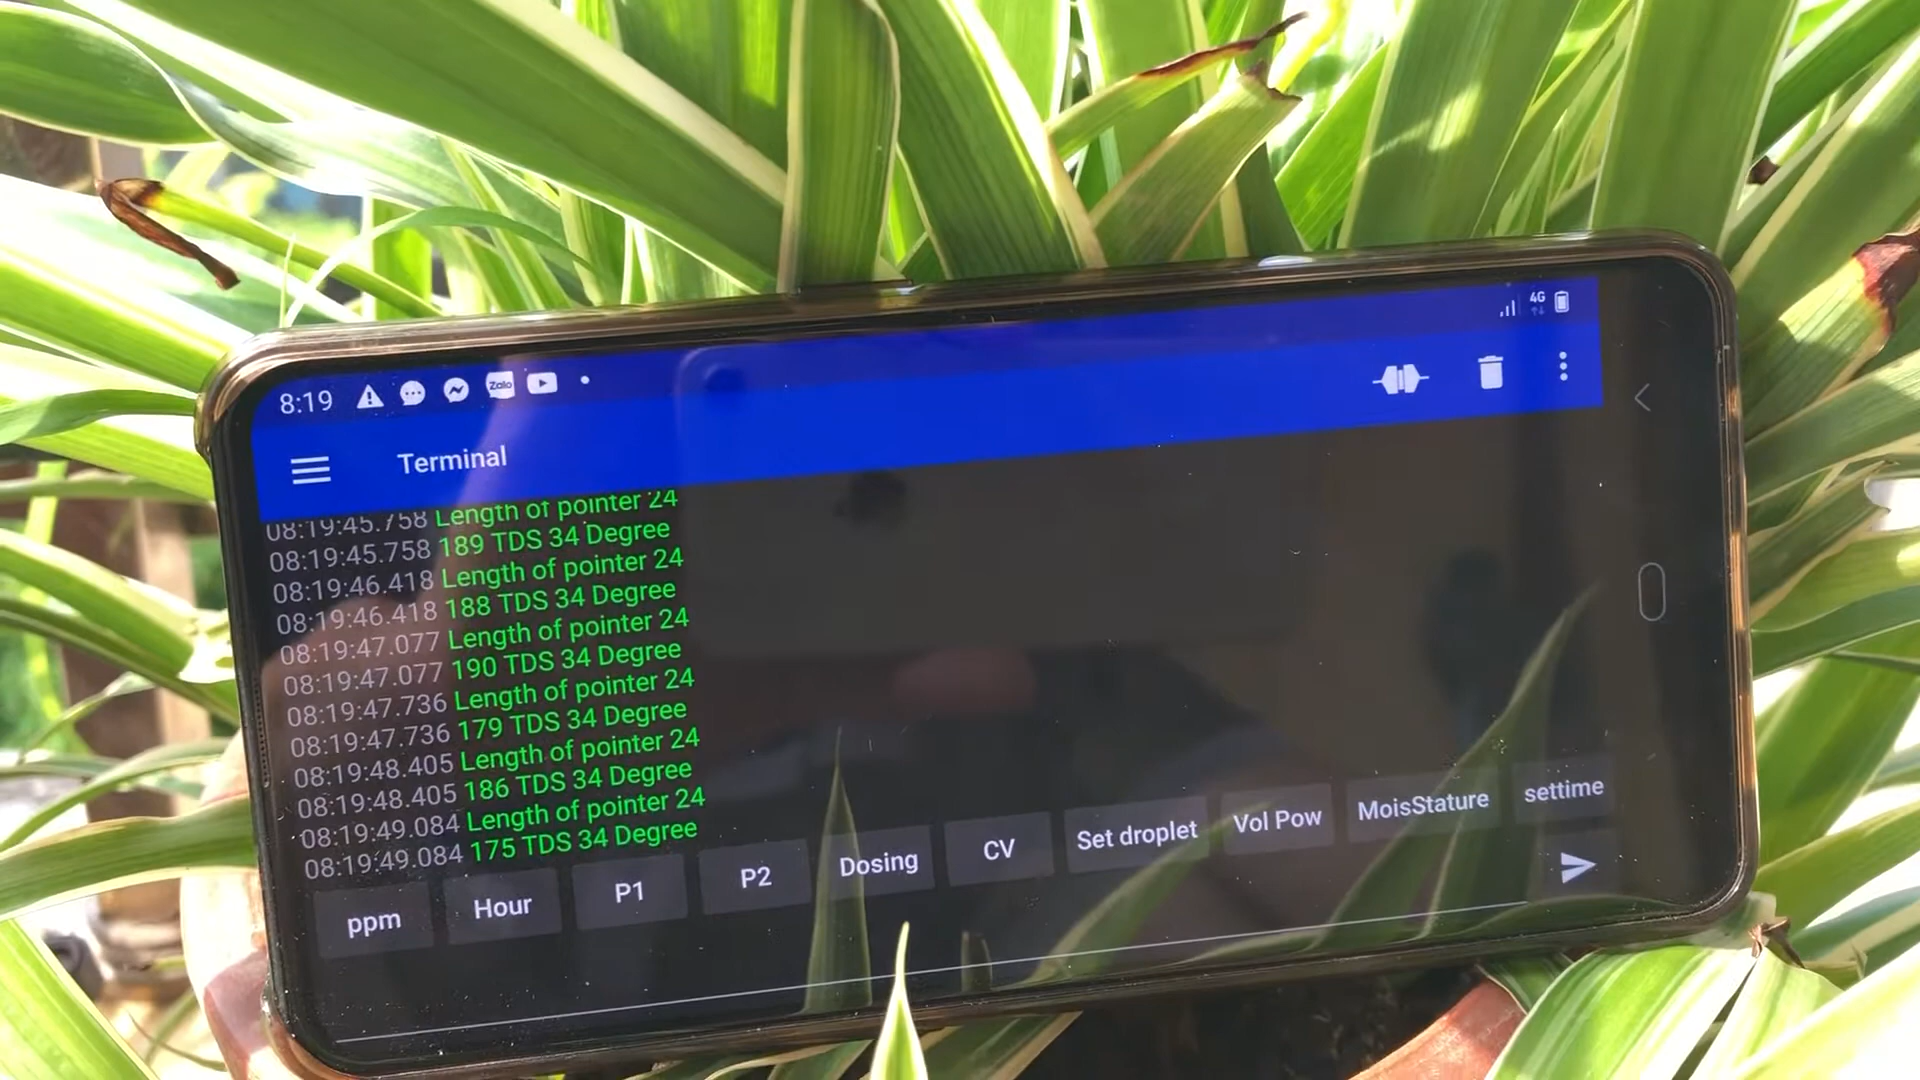 8:19 Zalo 4G
Terminal
08:19:45.758 Length of pointer 24
08:19:45.758 189 TDS 34 Degree
08:19:46.418 Length of pointer 24
08:19:46.418 188 TDS 34 Degree
08:19:47.077 Length of pointer 24
08:19:47.077 190 TDS 34 Degree
08:19:47.736 Length of pointer 24
08:19:47.736 179 TDS 34 Degree
08:19:48.405 Length of pointer 24
08:19:48.405 186 TDS 34 Degree
08:19:49.084 Length of pointer 24
08:19:49.084 175 TDS 34 Degree
ppm Hour P1 P2 Dosing CV Set droplet Vol Pow MoisStature settime